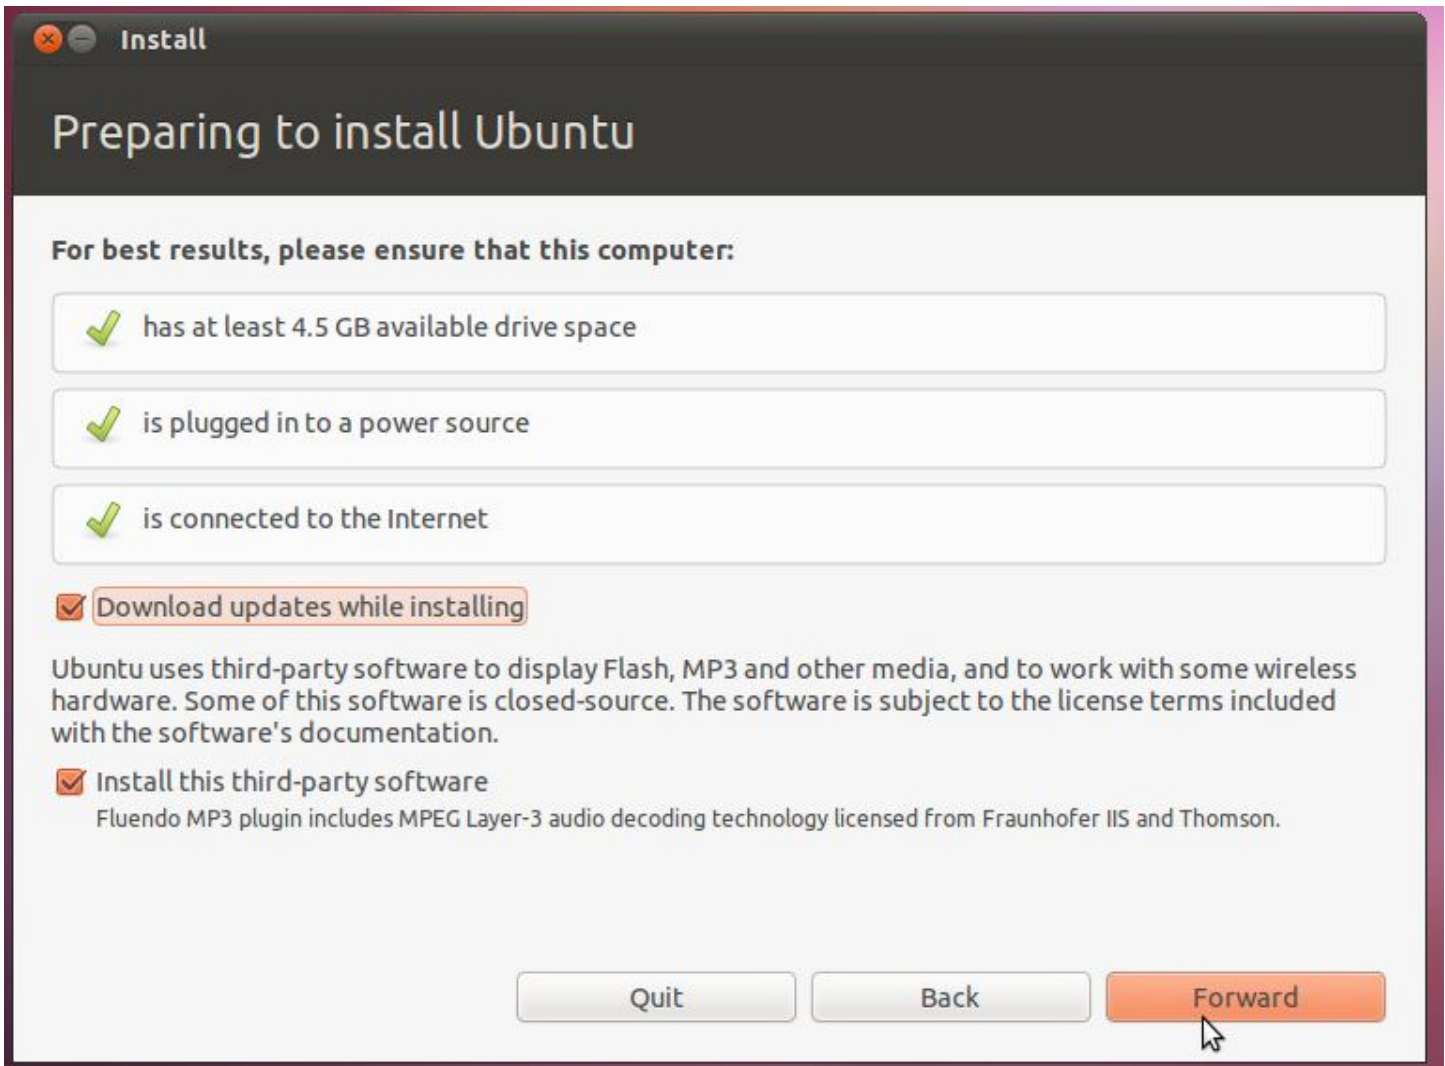 Install
Preparing to install Ubuntu
For best results, please ensure that this computer:
has at least 4.5 GB available drive space
is plugged in to a power source
is connected to the Internet
Download updates while installing
Ubuntu uses third-party software to display Flash, MP3 and other media, and to work with some wireless
hardware. Some of this software is closed-source. The software is subject to the license terms included
with the software's documentation.
Install this third-party software
Fluendo MP3 plugin includes MPEG Layer-3 audio decoding technology licensed from Fraunhofer IIS and Thomson.
Quit Back Forward